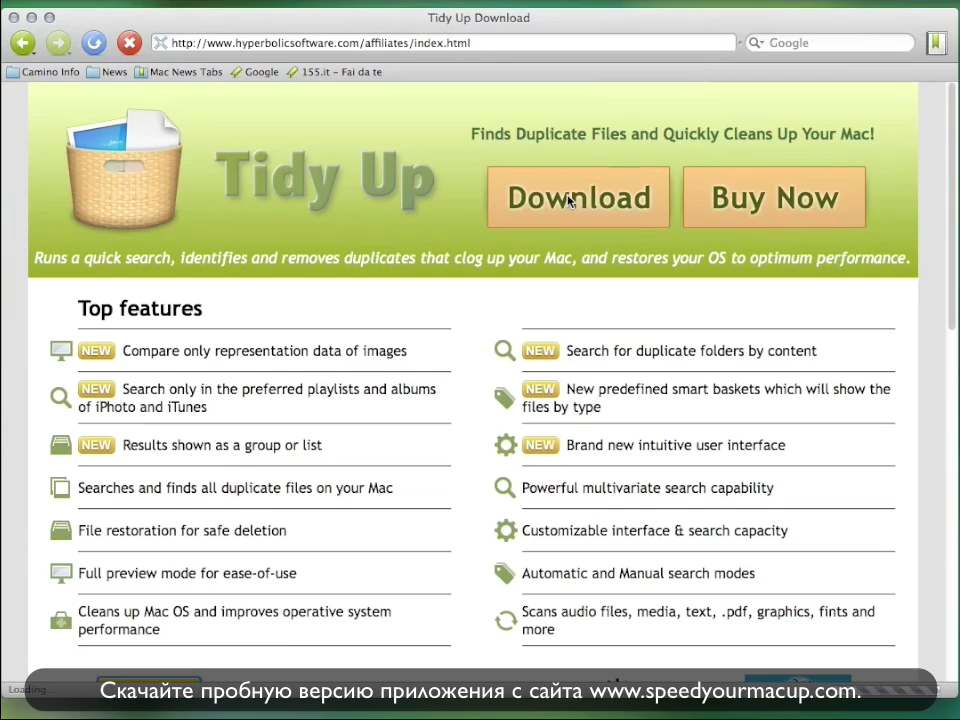 Tidy Up Download
http://www.hyperbolicsoftware.com/affiliates/index.html
Google
Camino Info News Mac News Tabs Google 155.it - Fai da te
Finds Duplicate Files and Quickly Cleans Up Your Mac!
Tidy Up
Download
Buy Now
Runs a quick search, identifies and removes duplicates that clog up your Mac, and restores your OS to optimum performance.
Top features
NEW Compare only representation data of images
NEW Search for duplicate folders by content
NEW Search only in the preferred playlists and albums
of iPhoto and iTunes
NEW New predefined smart baskets which will show the
files by type
NEW Results shown as a group or list
NEW Brand new intuitive user interface
Searches and finds all duplicate files on your Mac
Powerful multivariate search capability
File restoration for safe deletion
Customizable interface & search capacity
Full preview mode for ease-of-use
Automatic and Manual search modes
Cleans up Mac OS and improves operative system
performance
Scans audio files, media, text, .pdf, graphics, fints and
more
Loading...
Скачайте пробную версию приложения с сайта www.speedyourmacup.com.